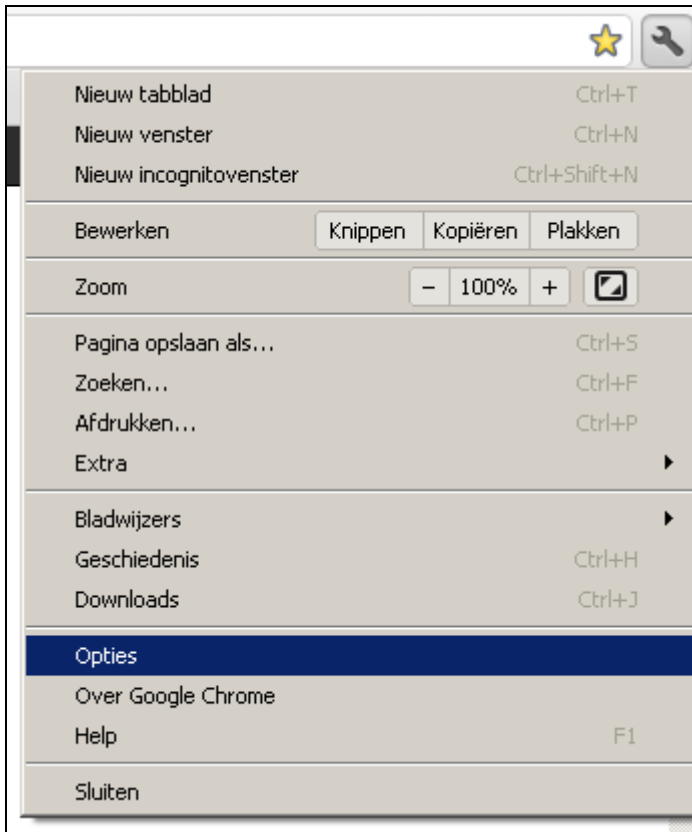 Nieuw tabblad Ctrl+T
Nieuw venster Ctrl+N
Nieuw incognitovenster Ctrl+Shift+N
Bewerken Knippen Kopiëren Plakken
Zoom - 100% +
Pagina opslaan als... Ctrl+S
Zoeken... Ctrl+F
Afdrukken... Ctrl+P
Extra
Bladwijzers
Geschiedenis Ctrl+H
Downloads Ctrl+J
Opties
Over Google Chrome
Help F1
Sluiten